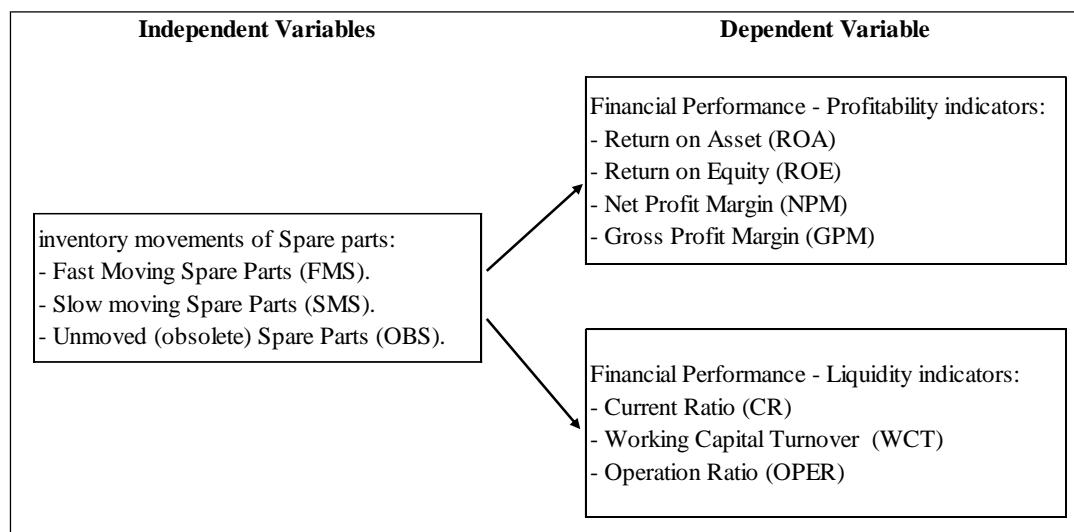 Independent Variables
Dependent Variable
inventory movements of Spare parts:
- Fast Moving Spare Parts (FMS).
- Slow moving Spare Parts (SMS).
- Unmoved (obsolete) Spare Parts (OBS).
Financial Performance - Profitability indicators:
- Return on Asset (ROA)
- Return on Equity (ROE)
- Net Profit Margin (NPM)
- Gross Profit Margin (GPM)
Financial Performance - Liquidity indicators:
- Current Ratio (CR)
- Working Capital Turnover (WCT)
- Operation Ratio (OPER)